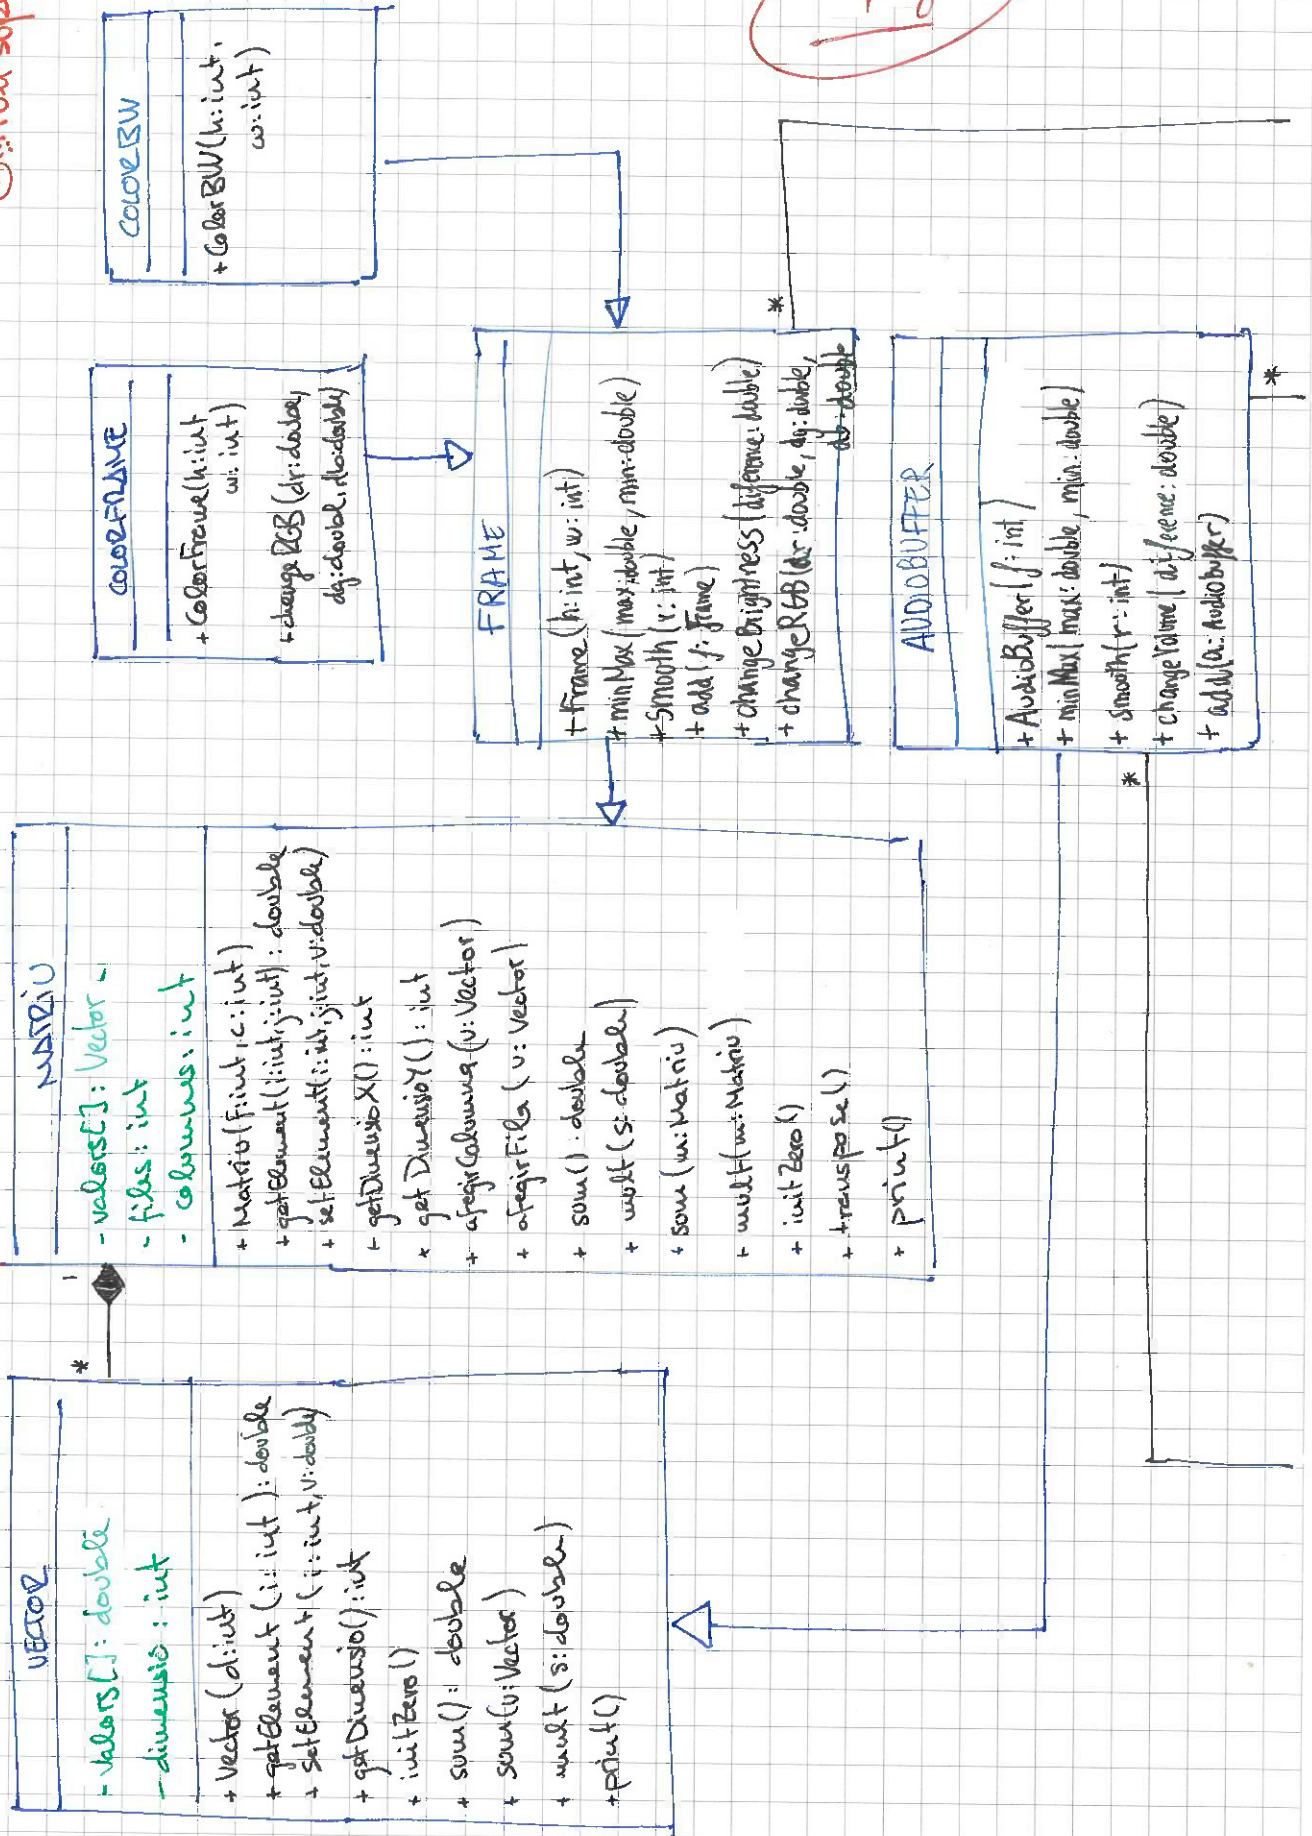 VECTOR
- valors[]: double
- dimensió: int
+ Vector(d:int)
+ getElement(i:int): double
+ setElement(i:int, v:double)
+ getDimensio(): int
+ initZero()
+ sum(): double
+ sum(v:Vector)
+ mult(s:double)
+ print()
*
1
MATRIU
- valors[]: Vector
- files: int
- columnes: int
+ Matriu(f:int, c:int)
+ getElement(i:int, j:int): double
+ setElement(i:int, j:int, v:double)
+ getDimensioX(): int
+ getDimensioY(): int
+ afegirColumna(v:Vector)
+ afegirFila(v:Vector)
+ sum(): double
+ mult(s:double)
+ sum(m:Matriu)
+ mult(m:Matriu)
+ initZero()
+ transpose()
+ print()
COLORFRAME
+ ColorFrame(h:int
w:int)
+ changeRGB(dr:double,
dg:double, db:double)
COLORBW
+ ColorBW(h:int,
w:int)
FRAME
+ Frame(h:int, w:int)
+ minMax(max:double, min:double)
+ smooth(r:int)
+ add(f:Frame)
+ changeBrightness(diference:double)
+ changeRGB(dr:double, dg:double,
db:double
*
AUDIOBUFFER
+ AudioBuffer(f:int)
+ minMax(max:double, min:double)
+ smooth(r:int)
+ changeVolume(diference:double)
+ add(a:AudioBuffer)
*
*